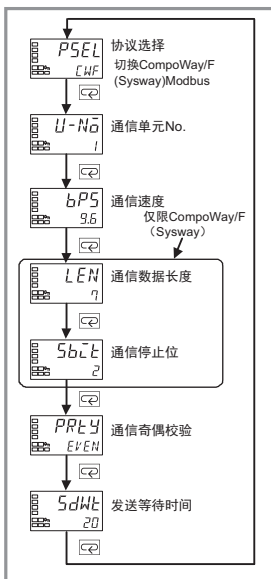 PSEL 协议选择
CWF 切换CompoWay/F
(Sysway)Modbus
U-No 通信单元No.
1
bPS 通信速度
9.6 仅限CompoWay/F
（Sysway）
LEN 通信数据长度
7
Sbit 通信停止位
2
PRtY 通信奇偶校验
EVEN
SdWt 发送等待时间
20